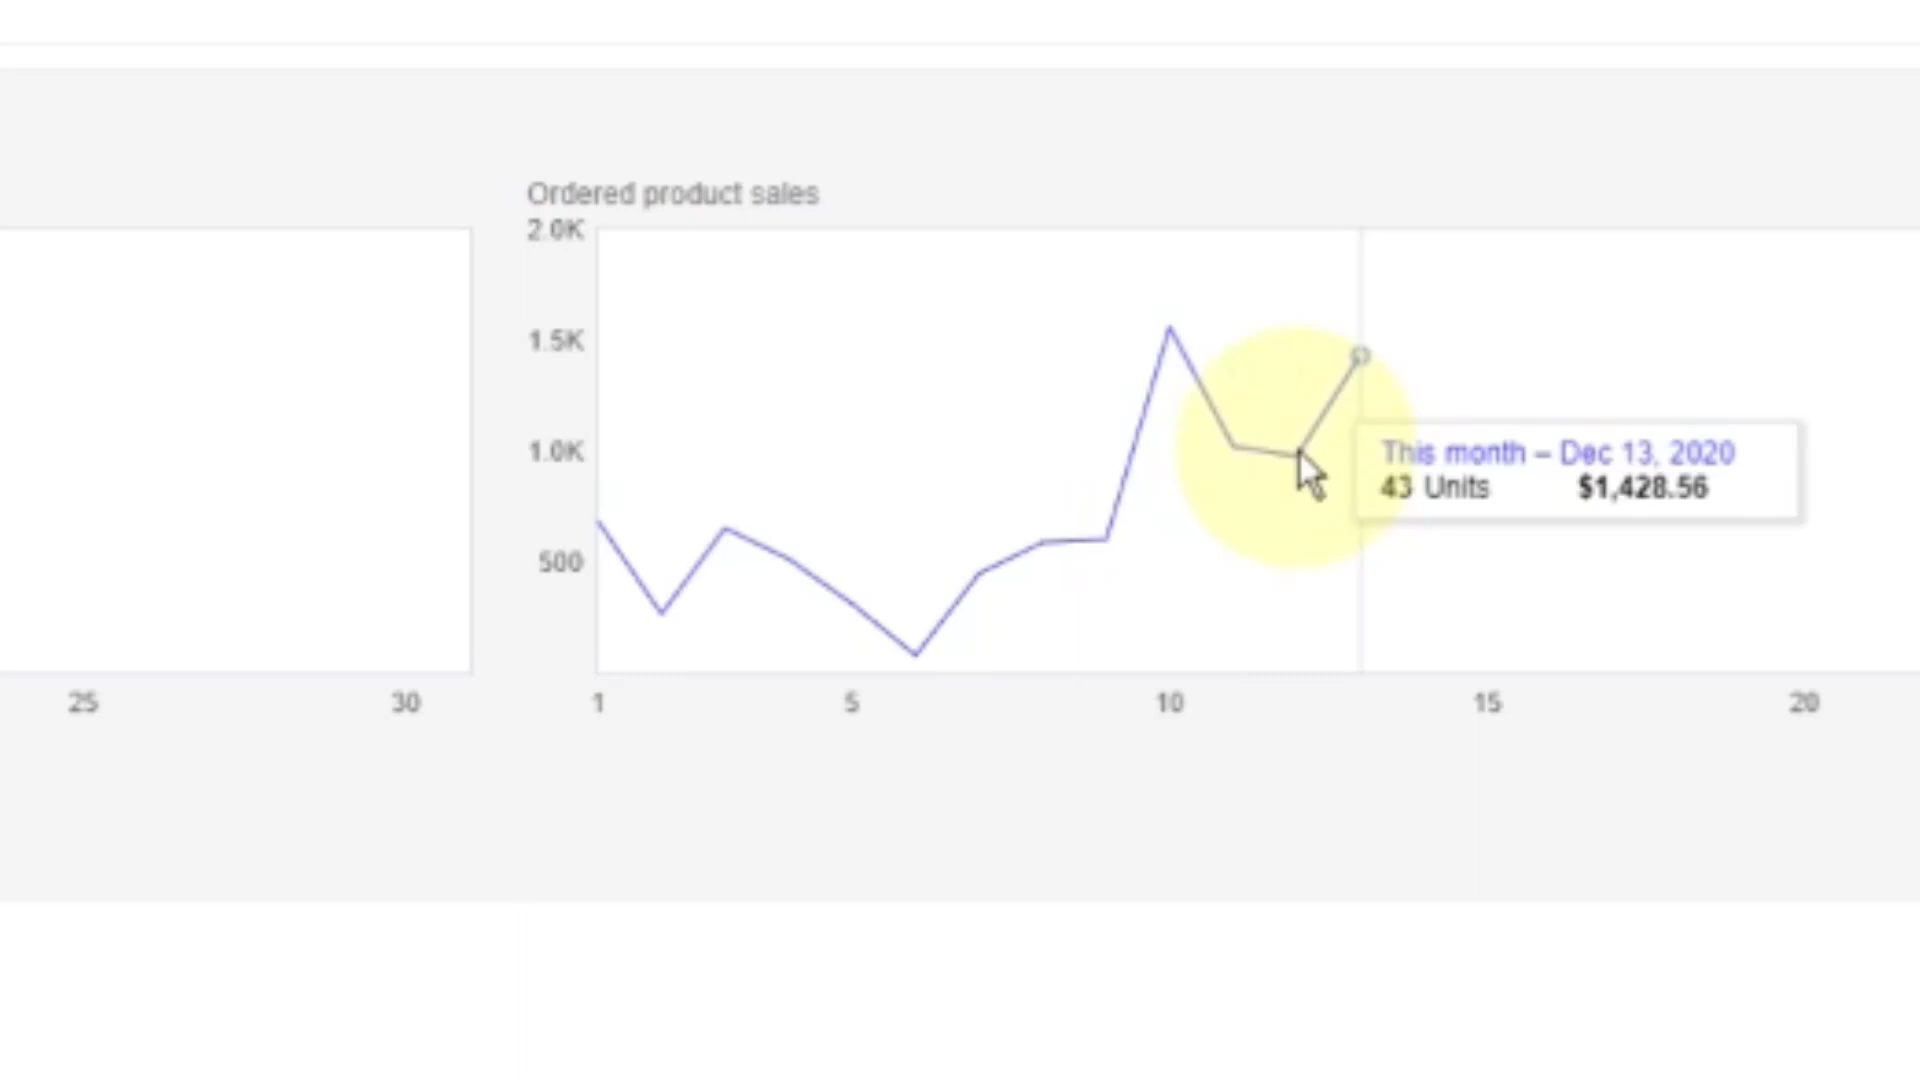 Ordered product sales
2.0K
1.5K
1.0K
500
This month – Dec 13, 2020
43 Units $1,428.56
25 30 1 5 10 15 20